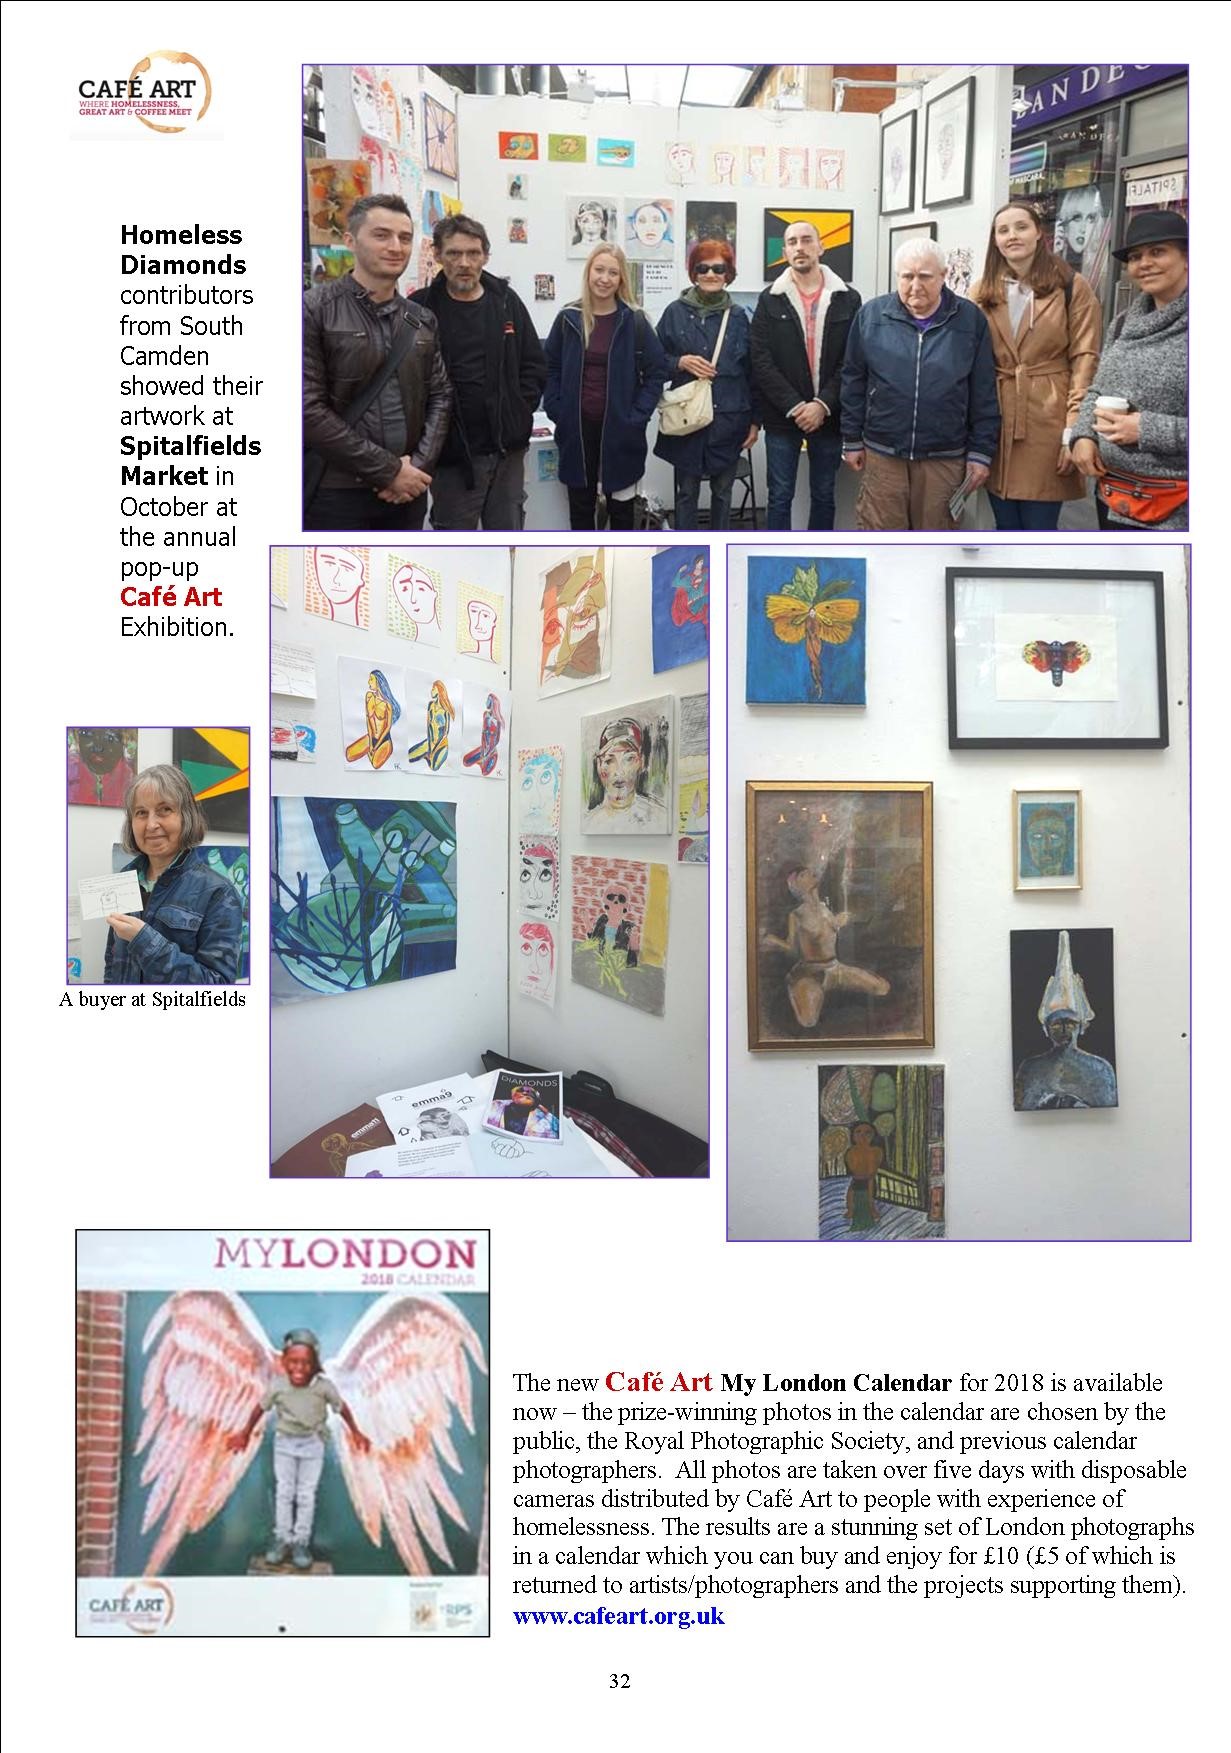 CAFÉ ART
WHERE HOMELESSNESS,
GREAT ART & COFFEE MEET
Homeless
Diamonds
contributors
from South
Camden
showed their
artwork at
Spitalfields
Market in
October at
the annual
pop-up
Café Art
Exhibition.
A buyer at Spitalfields
DIAMONDS
emma9
emma11
MYLONDON
2018 CALENDAR
CAFÉ ART
RPS
The new Café Art My London Calendar for 2018 is available
now – the prize-winning photos in the calendar are chosen by the
public, the Royal Photographic Society, and previous calendar
photographers.  All photos are taken over five days with disposable
cameras distributed by Café Art to people with experience of
homelessness. The results are a stunning set of London photographs
in a calendar which you can buy and enjoy for £10 (£5 of which is
returned to artists/photographers and the projects supporting them).
www.cafeart.org.uk
32